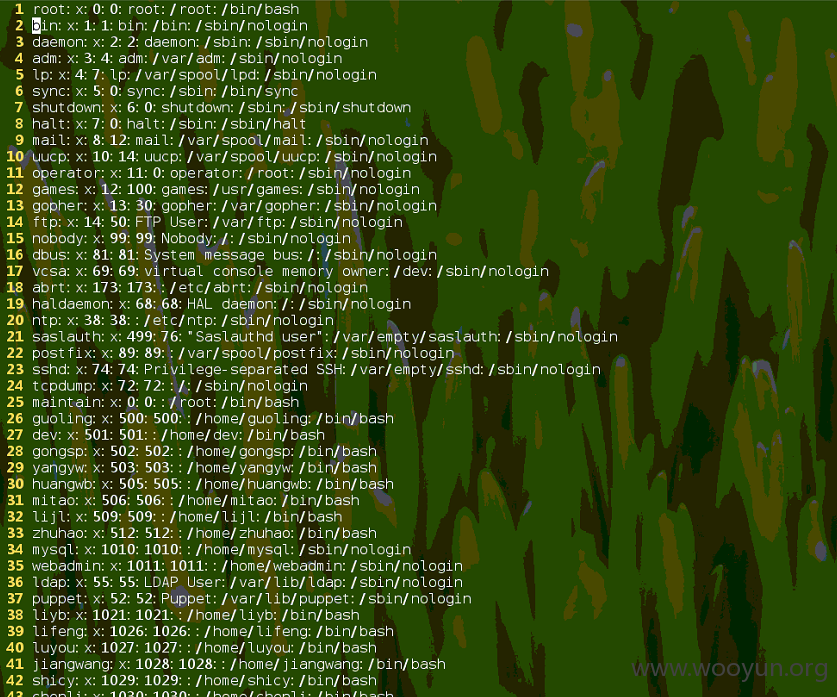 1 root:x:0:0:root:/root:/bin/bash
2 bin:x:1:1:bin:/bin:/sbin/nologin
3 daemon:x:2:2:daemon:/sbin:/sbin/nologin
4 adm:x:3:4:adm:/var/adm:/sbin/nologin
5 lp:x:4:7:lp:/var/spool/lpd:/sbin/nologin
6 sync:x:5:0:sync:/sbin:/bin/sync
7 shutdown:x:6:0:shutdown:/sbin:/sbin/shutdown
8 halt:x:7:0:halt:/sbin:/sbin/halt
9 mail:x:8:12:mail:/var/spool/mail:/sbin/nologin
10 uucp:x:10:14:uucp:/var/spool/uucp:/sbin/nologin
11 operator:x:11:0:operator:/root:/sbin/nologin
12 games:x:12:100:games:/usr/games:/sbin/nologin
13 gopher:x:13:30:gopher:/var/gopher:/sbin/nologin
14 ftp:x:14:50:FTP User:/var/ftp:/sbin/nologin
15 nobody:x:99:99:Nobody:/:/sbin/nologin
16 dbus:x:81:81:System message bus:/:/sbin/nologin
17 vcsa:x:69:69:virtual console memory owner:/dev:/sbin/nologin
18 abrt:x:173:173::/etc/abrt:/sbin/nologin
19 haldaemon:x:68:68:HAL daemon:/:/sbin/nologin
20 ntp:x:38:38::/etc/ntp:/sbin/nologin
21 saslauth:x:499:76:"Saslauthd user":/var/empty/saslauth:/sbin/nologin
22 postfix:x:89:89::/var/spool/postfix:/sbin/nologin
23 sshd:x:74:74:Privilege-separated SSH:/var/empty/sshd:/sbin/nologin
24 tcpdump:x:72:72::/:/sbin/nologin
25 maintain:x:0:0::/root:/bin/bash
26 guoling:x:500:500::/home/guoling:/bin/bash
27 dev:x:501:501::/home/dev:/bin/bash
28 gongsp:x:502:502::/home/gongsp:/bin/bash
29 yangyw:x:503:503::/home/yangyw:/bin/bash
30 huangwb:x:505:505::/home/huangwb:/bin/bash
31 mitao:x:506:506::/home/mitao:/bin/bash
32 lijl:x:509:509::/home/lijl:/bin/bash
33 zhuhao:x:512:512::/home/zhuhao:/bin/bash
34 mysql:x:1010:1010::/home/mysql:/sbin/nologin
35 webadmin:x:1011:1011::/home/webadmin:/sbin/nologin
36 ldap:x:55:55:LDAP User:/var/lib/ldap:/sbin/nologin
37 puppet:x:52:52:Puppet:/var/lib/puppet:/sbin/nologin
38 liyb:x:1021:1021::/home/liyb:/bin/bash
39 lifeng:x:1026:1026::/home/lifeng:/bin/bash
40 luyou:x:1027:1027::/home/luyou:/bin/bash
41 jiangwang:x:1028:1028::/home/jiangwang:/bin/bash
42 shicy:x:1029:1029::/home/shicy:/bin/bash
www.wooyun.org